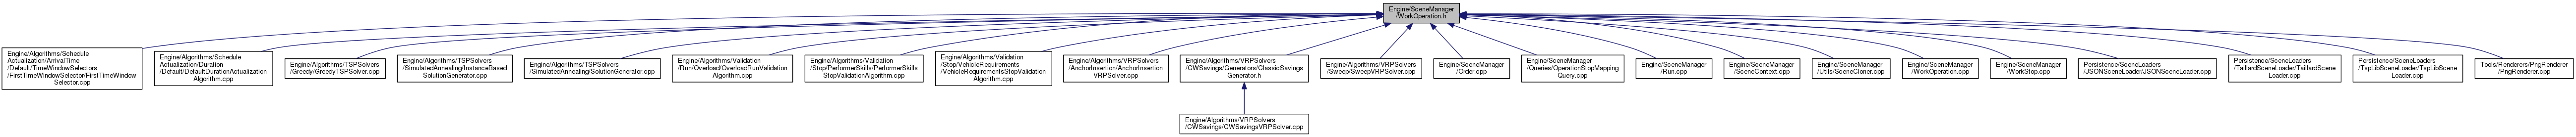 Engine/SceneManager
/WorkOperation.h
Engine/Algorithms/Schedule
Actualization/ArrivalTime
/Default/TimeWindowSelectors
/FirstTimeWindowSelector/FirstTimeWindow
Selector.cpp
Engine/Algorithms/Schedule
Actualization/Duration
/Default/DefaultDurationActualization
Algorithm.cpp
Engine/Algorithms/TSPSolvers
/Greedy/GreedyTSPSolver.cpp
Engine/Algorithms/TSPSolvers
/SimulatedAnnealing/InstanceBased
SolutionGenerator.cpp
Engine/Algorithms/TSPSolvers
/SimulatedAnnealing/SolutionGenerator.cpp
Engine/Algorithms/Validation
/Run/Overload/OverloadRunValidation
Algorithm.cpp
Engine/Algorithms/Validation
/Stop/PerformerSkills/PerformerSkills
StopValidationAlgorithm.cpp
Engine/Algorithms/Validation
/Stop/VehicleRequirements
/VehicleRequirementsStopValidation
Algorithm.cpp
Engine/Algorithms/VRPSolvers
/AnchorInsertion/AnchorInsertion
VRPSolver.cpp
Engine/Algorithms/VRPSolvers
/CWSavings/Generators/ClassicSavings
Generator.h
Engine/Algorithms/VRPSolvers
/Sweep/SweepVRPSolver.cpp
Engine/SceneManager
/Order.cpp
Engine/SceneManager
/Queries/OperationStopMapping
Query.cpp
Engine/SceneManager
/Run.cpp
Engine/SceneManager
/SceneContext.cpp
Engine/SceneManager
/Utils/SceneCloner.cpp
Engine/SceneManager
/WorkOperation.cpp
Engine/SceneManager
/WorkStop.cpp
Persistence/SceneLoaders
/JSONSceneLoader/JSONSceneLoader.cpp
Persistence/SceneLoaders
/TaillardSceneLoader/TaillardScene
Loader.cpp
Persistence/SceneLoaders
/TspLibSceneLoader/TspLibScene
Loader.cpp
Tools/Renderers/PngRenderer
/PngRenderer.cpp
Engine/Algorithms/VRPSolvers
/CWSavings/CWSavingsVRPSolver.cpp